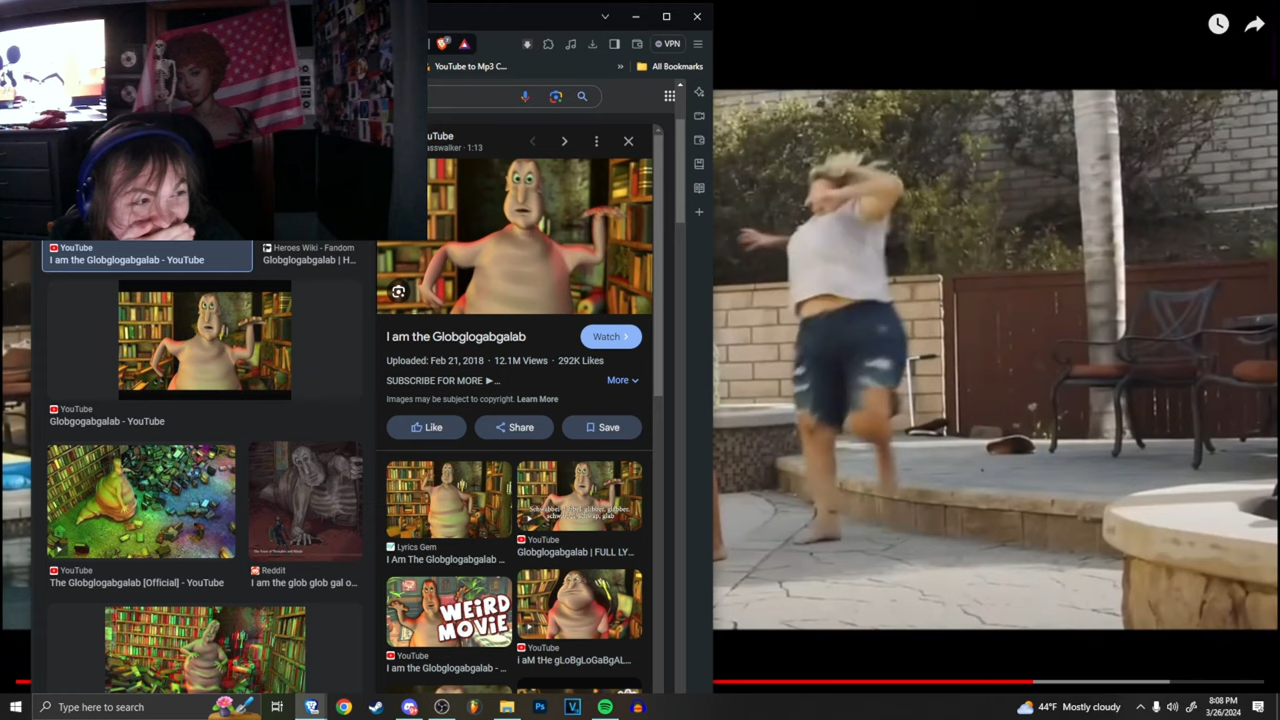 VPN
YouTube to Mp3 C...
»
All Bookmarks
ouTube
asswalker · 1:13
YouTube
I am the Globglogabgalab - YouTube
Heroes Wiki - Fandom
Globglogabgalab | H...
I am the Globglogabgalab
Watch
Uploaded: Feb 21, 2018 · 12.1M Views · 292K Likes
SUBSCRIBE FOR MORE ►...
More
Images may be subject to copyright. Learn More
Like
Share
Save
YouTube
Globgogabgalab - YouTube
YouTube
The Globglogabgalab [Official] - YouTube
Reddit
I am the glob glob gal o...
Lyrics Gem
I Am The Globglogabgalab ...
YouTube
Globglogabgalab | FULL LY...
WEIRD
MOVIE
YouTube
I am the Globglogabgalab - ...
YouTube
i aM tHe gLoBgLoGaBgAL...
Type here to search
44°F Mostly cloudy
8:08 PM
3/26/2024